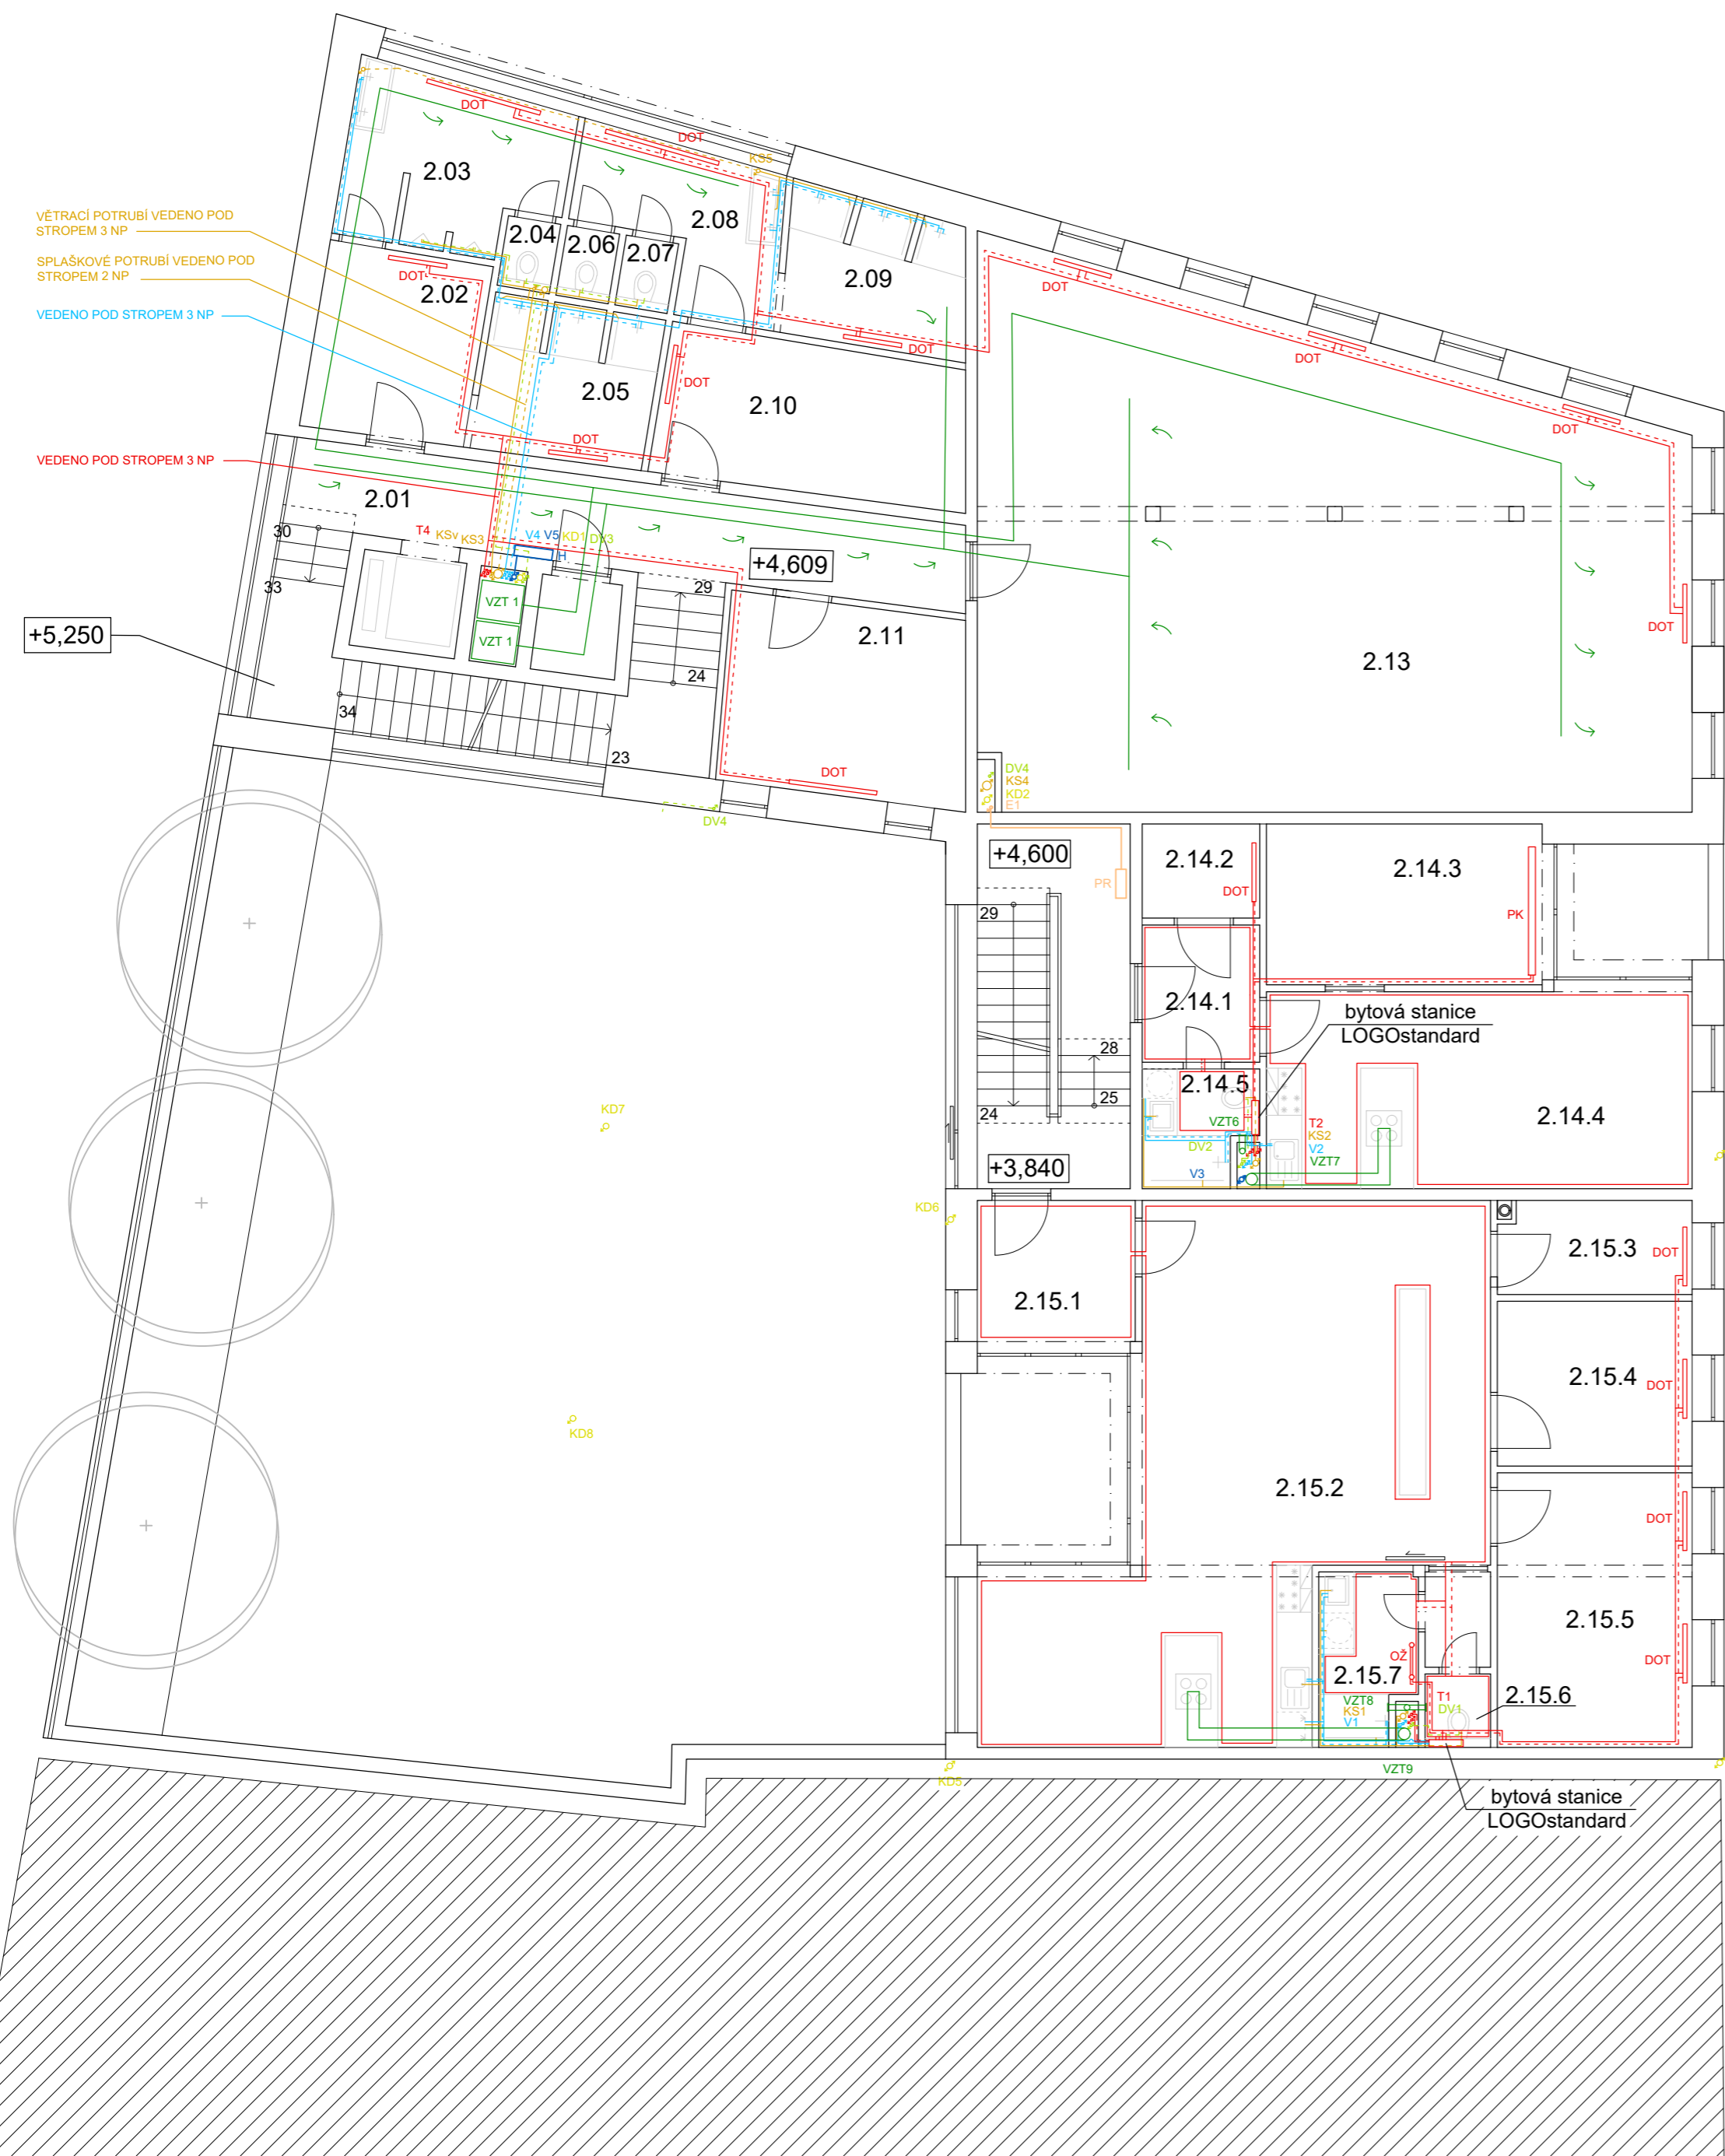 DOT
DOT
KS5
2.03
VĚTRACÍ POTRUBÍ VEDENO POD
STROPEM 3 NP
2.04
2.06
2.07
2.08
SPLAŠKOVÉ POTRUBÍ VEDENO POD
STROPEM 2 NP
DOT
2.02
2.09
DOT
VEDENO POD STROPEM 3 NP
DOT
DOT
DOT
2.05
DOT
2.10
DOT
DOT
VEDENO POD STROPEM 3 NP
2.01
30
33
T4
KSv
KS3
V4
V5
KD1
DV3
H
+4,609
VZT 1
VZT 1
29
24
2.11
+5,250
34
23
DOT
DOT
2.13
DV4
DV4
KS4
KD2
E1
+4,600
PR
2.14.2
DOT
2.14.3
PK
29
2.14.1
bytová stanice
LOGOstandard
28
25
24
2.14.5
VZT6
DV2
V3
T2
KS2
V2
VZT7
2.14.4
KD7
+3,840
KD6
2.15.1
2.15.3
DOT
2.15.4
DOT
KD8
2.15.2
DOT
2.15.5
OŽ
2.15.7
DOT
VZT8
KS1
V1
T1
DV1
2.15.6
KD5
VZT9
bytová stanice
LOGOstandard